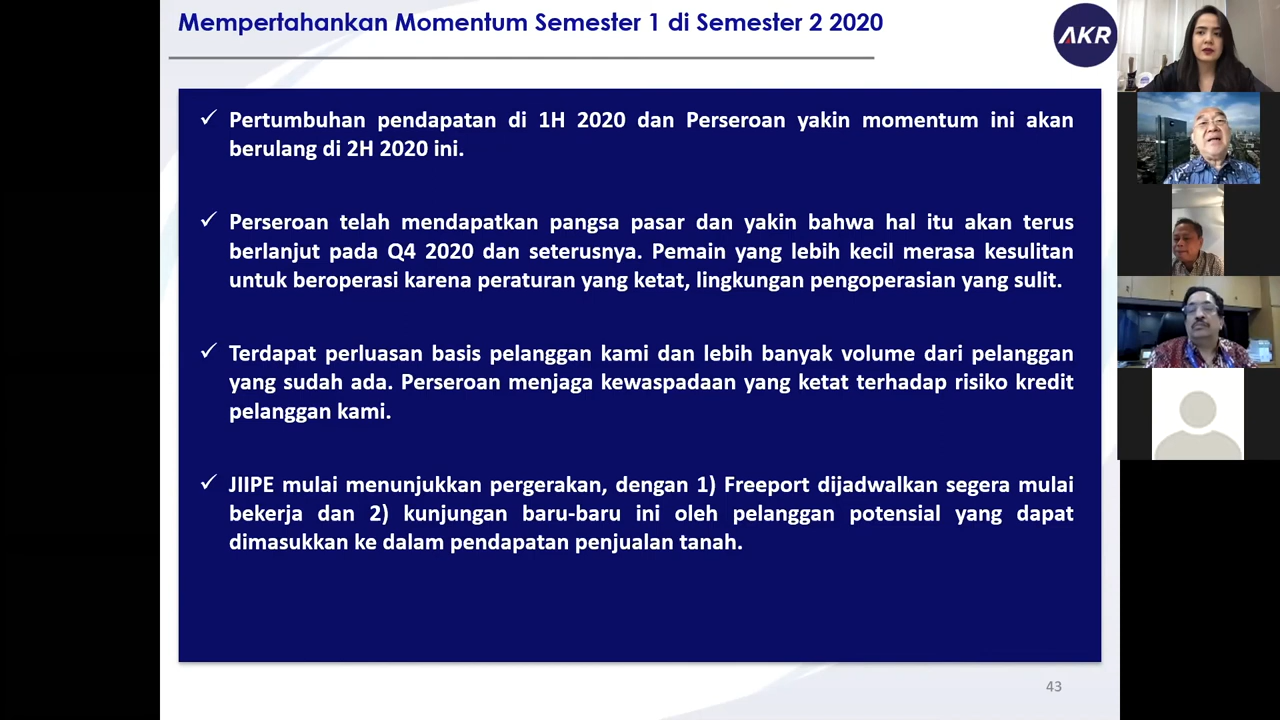 Mempertahankan Momentum Semester 1 di Semester 2 2020
AKR
✓ Pertumbuhan pendapatan di 1H 2020 dan Perseroan yakin momentum ini akan
berulang di 2H 2020 ini.
✓ Perseroan telah mendapatkan pangsa pasar dan yakin bahwa hal itu akan terus
berlanjut pada Q4 2020 dan seterusnya. Pemain yang lebih kecil merasa kesulitan
untuk beroperasi karena peraturan yang ketat, lingkungan pengoperasian yang sulit.
✓ Terdapat perluasan basis pelanggan kami dan lebih banyak volume dari pelanggan
yang sudah ada. Perseroan menjaga kewaspadaan yang ketat terhadap risiko kredit
pelanggan kami.
✓ JIIPE mulai menunjukkan pergerakan, dengan 1) Freeport dijadwalkan segera mulai
bekerja dan 2) kunjungan baru-baru ini oleh pelanggan potensial yang dapat
dimasukkan ke dalam pendapatan penjualan tanah.
43